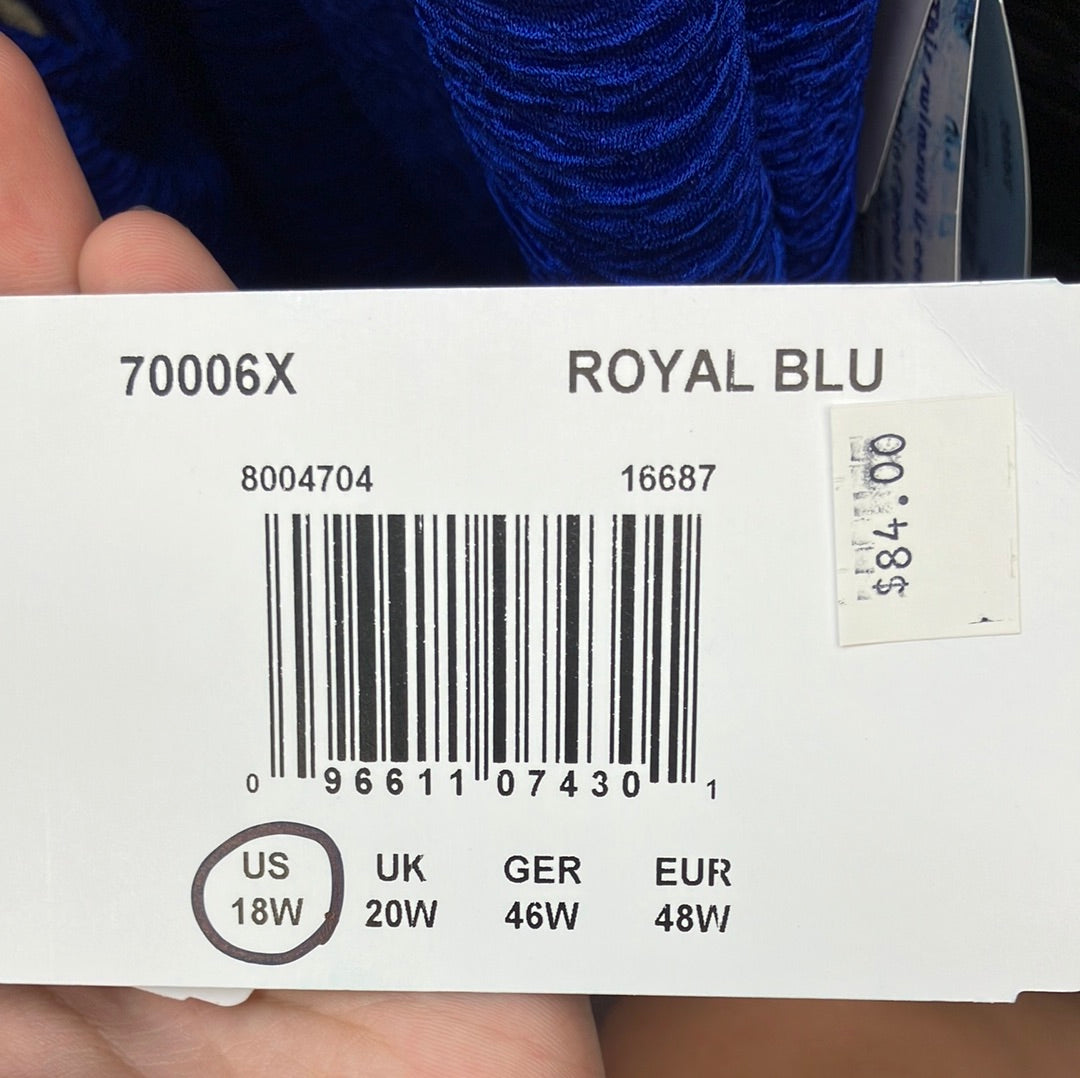 70006X ROYAL BLU
8004704 16687
$84.00
0 96611 07430 1
US UK GER EUR
18W 20W 46W 48W